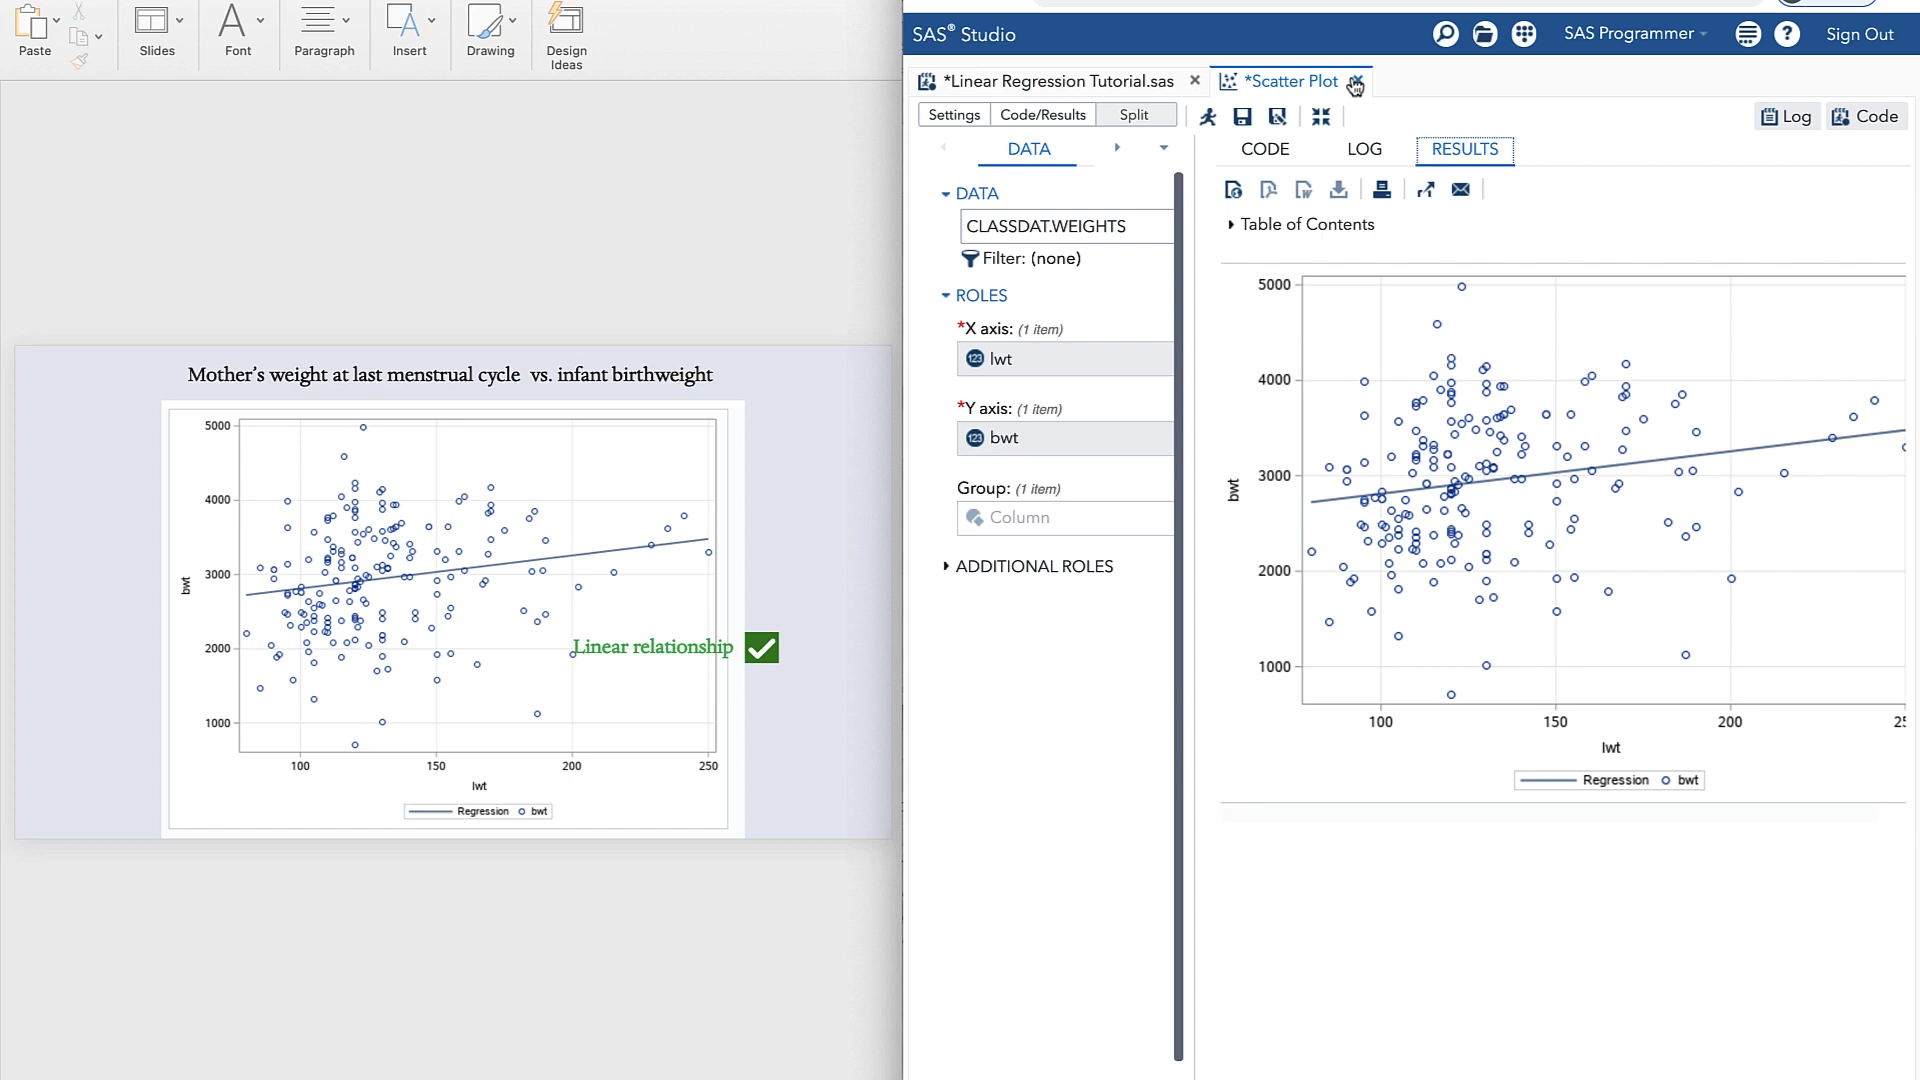 Paste
Slides
Font
Paragraph
Insert
Drawing
Design
Ideas
Mother's weight at last menstrual cycle vs. infant birthweight
5000
4000
3000
2000
1000
bwt
100
150
200
250
lwt
Regression
bwt
Linear relationship
SAS® Studio
SAS Programmer
Sign Out
*Linear Regression Tutorial.sas
*Scatter Plot
Settings
Code/Results
Split
Log
Code
DATA
CODE
LOG
RESULTS
DATA
CLASSDAT.WEIGHTS
Filter: (none)
ROLES
*X axis: (1 item)
123 lwt
*Y axis: (1 item)
123 bwt
Group: (1 item)
Column
ADDITIONAL ROLES
Table of Contents
5000
4000
3000
2000
1000
bwt
100
150
200
25
lwt
Regression
bwt